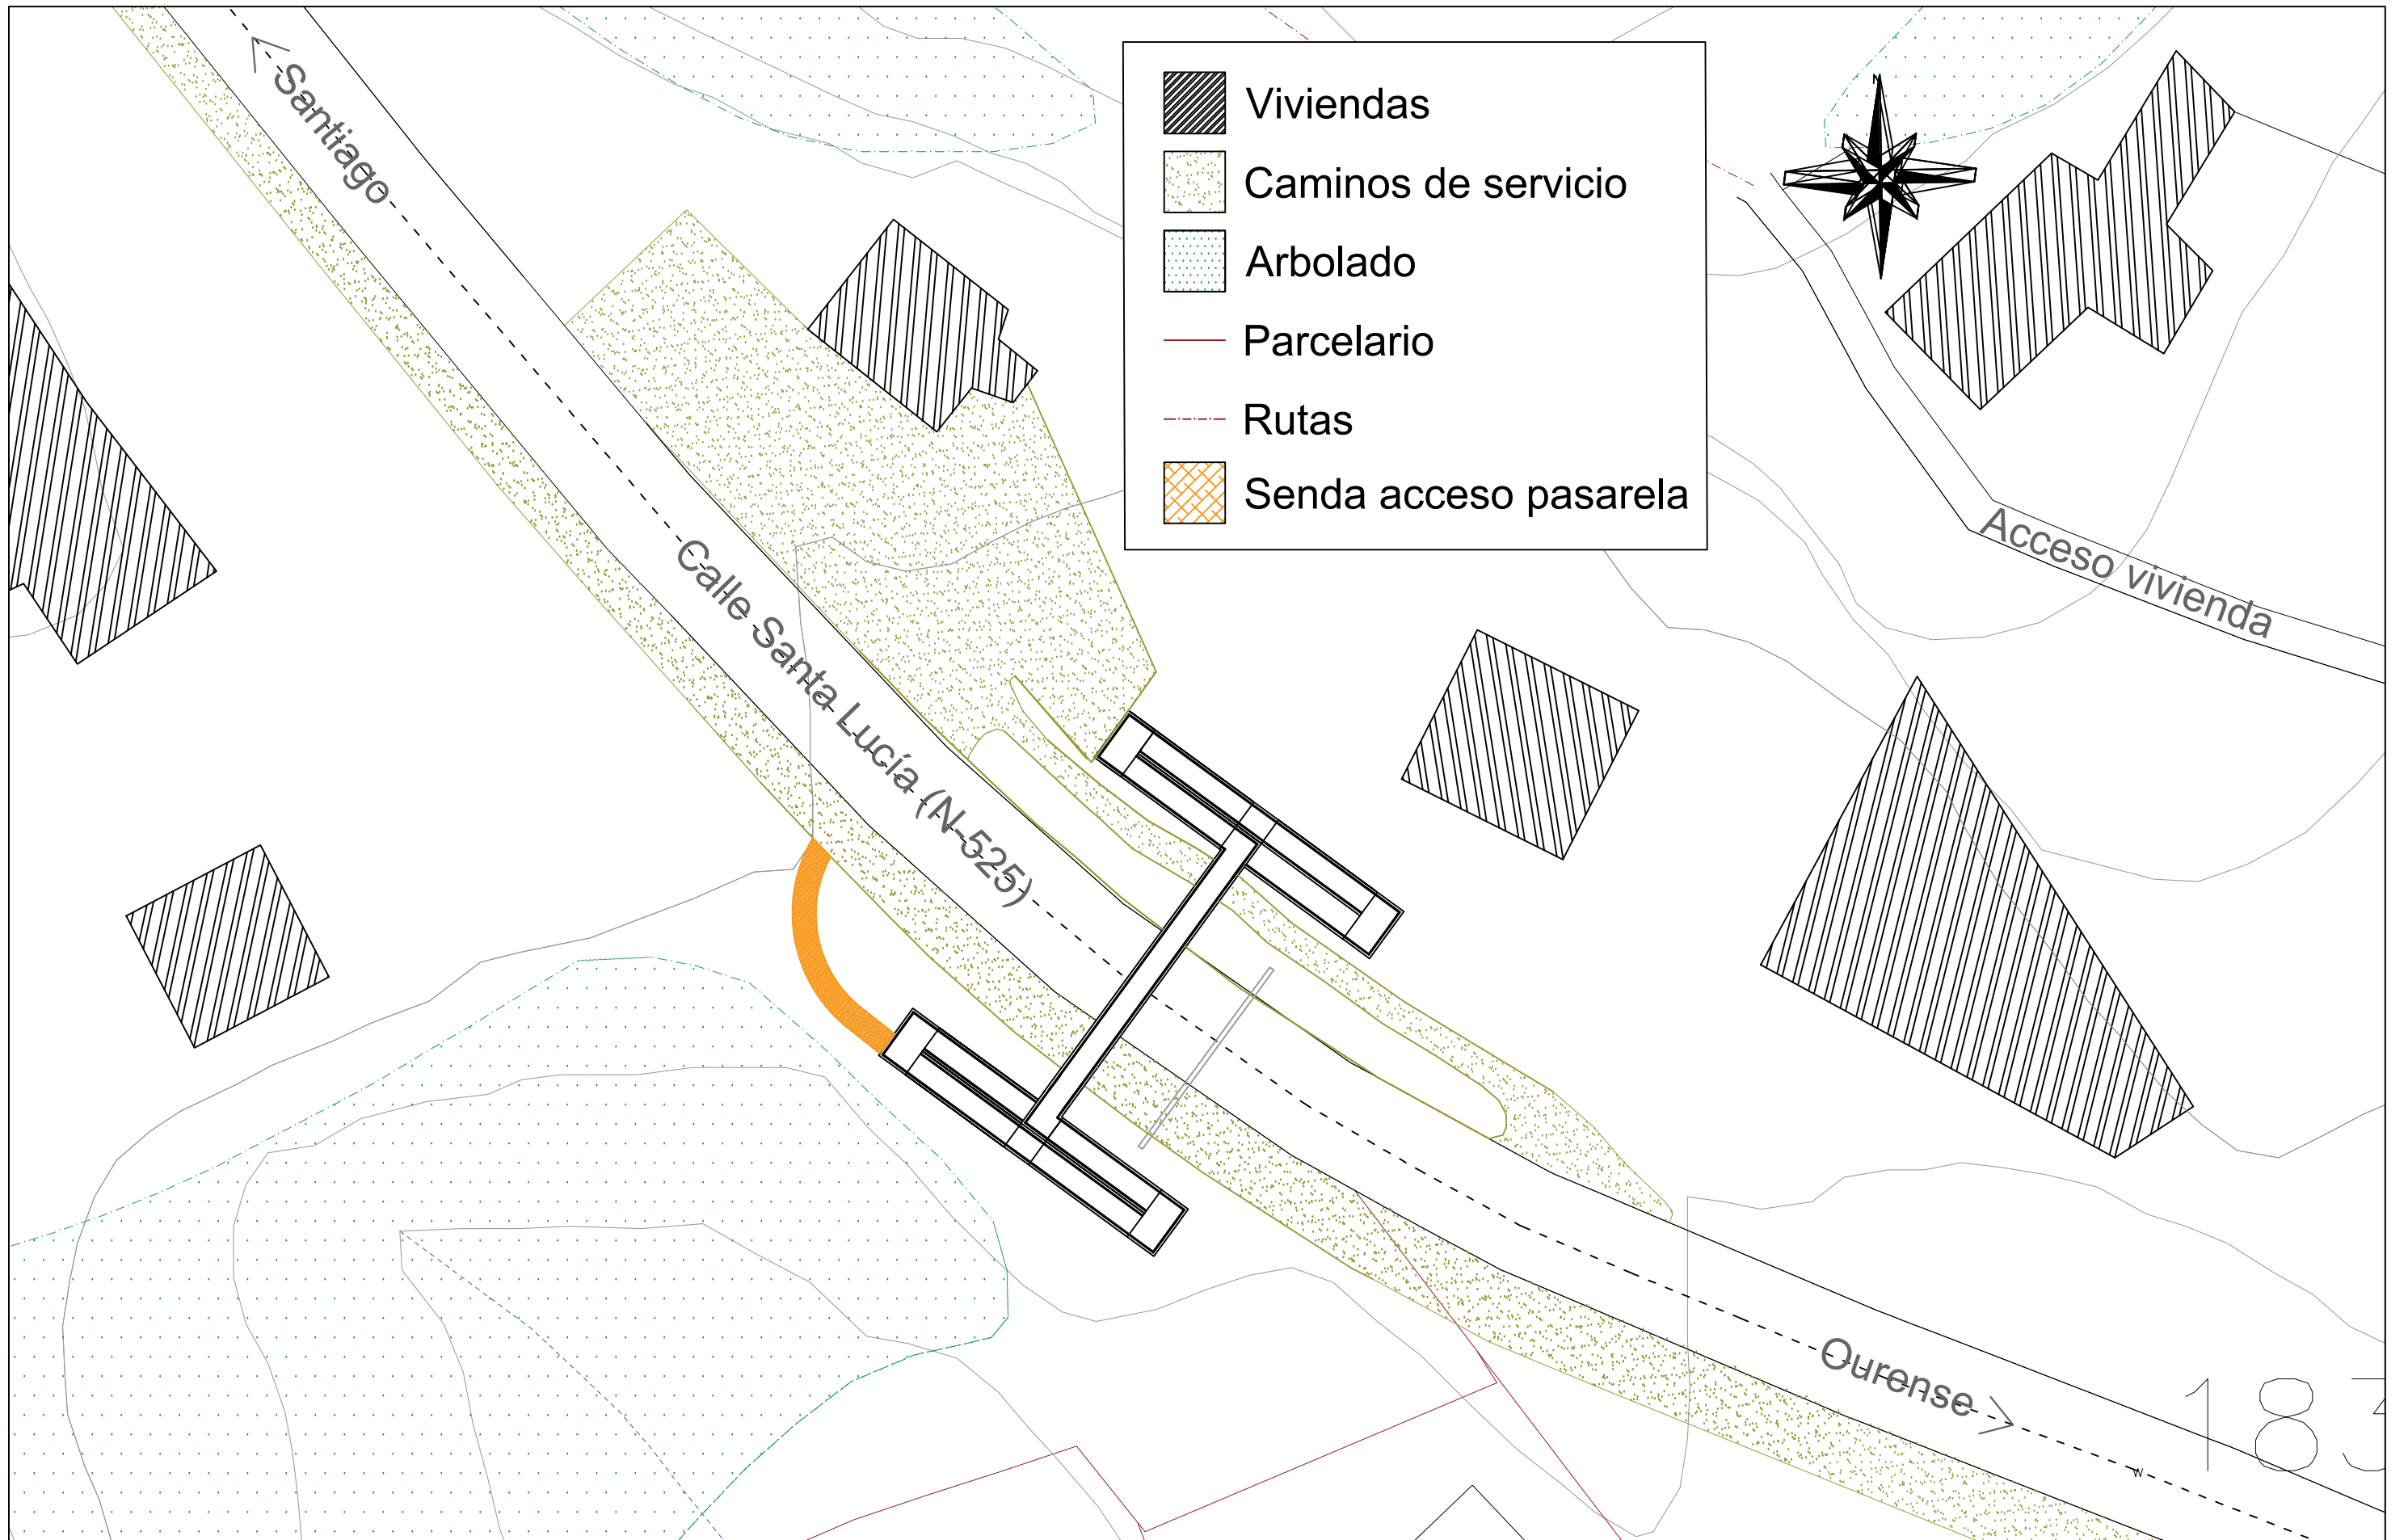 Santiago
Viviendas
Caminos de servicio
Arbolado
Parcelario
Rutas
Senda acceso pasarela
N
Acceso vivienda
Calle Santa Lucía (N-525)
Ourense
183
W